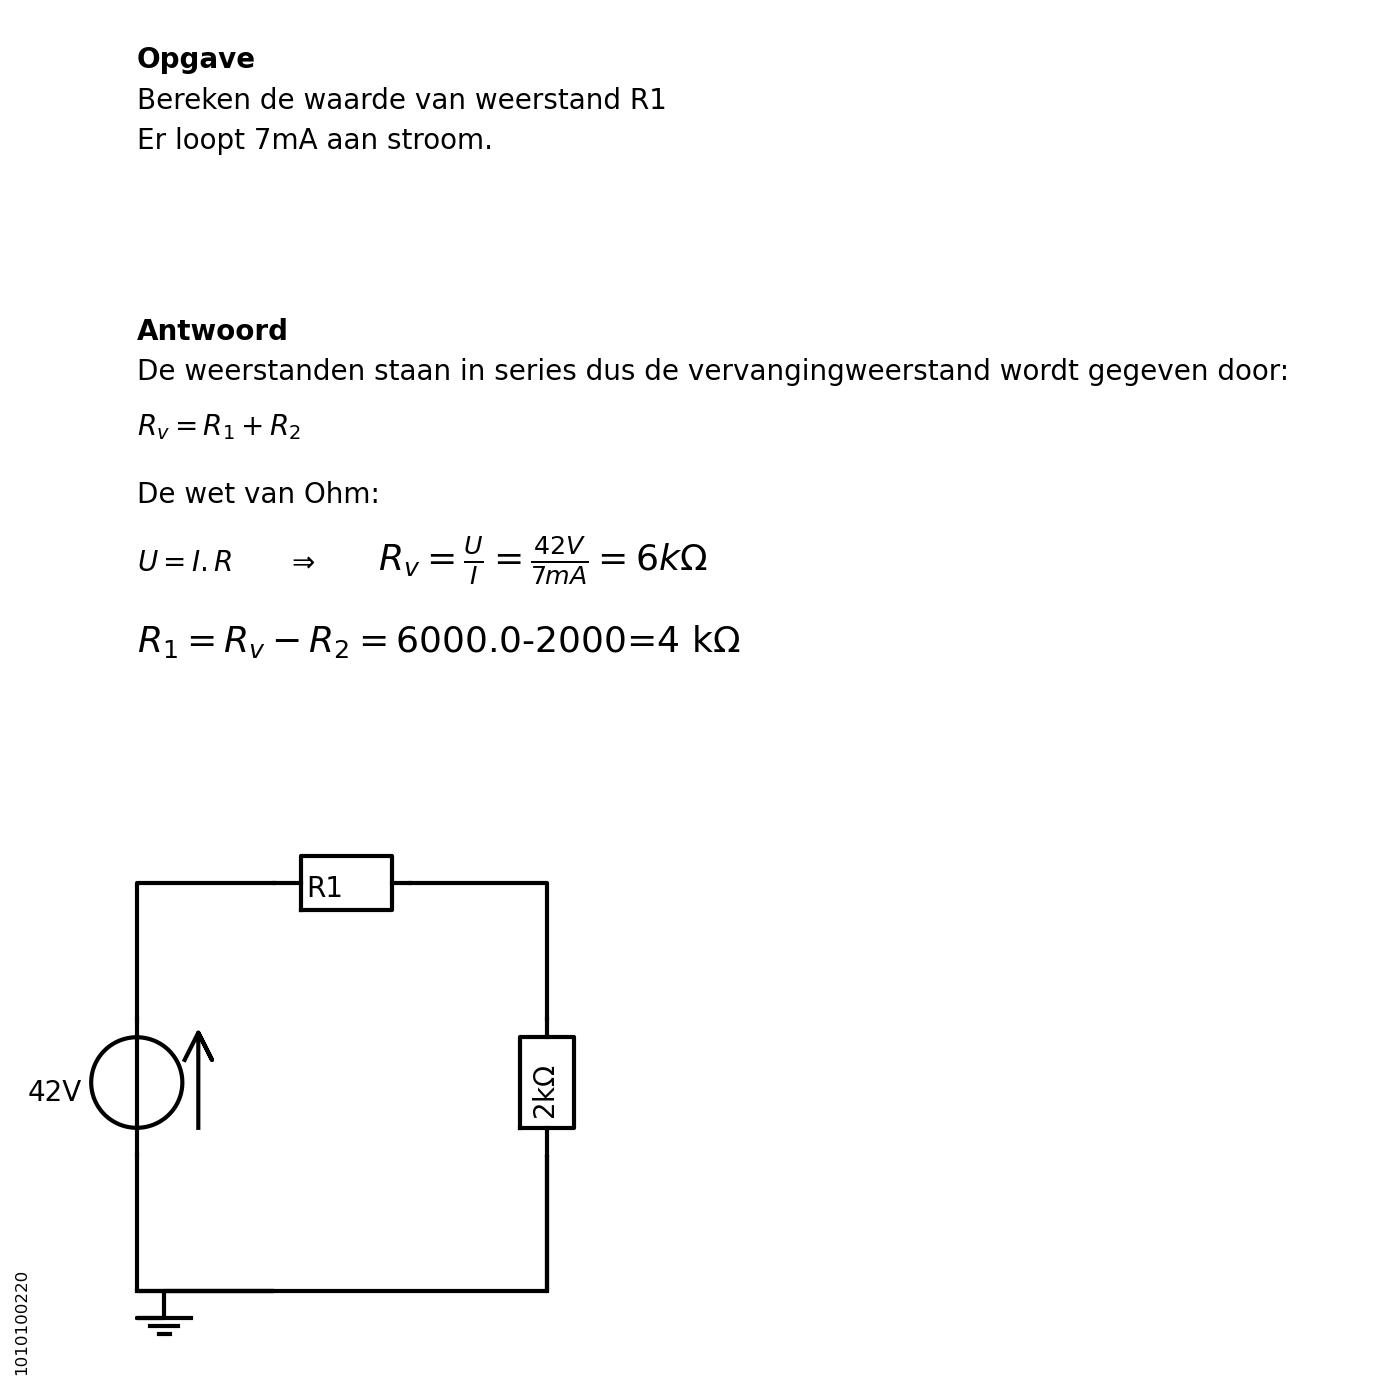 Opgave
Bereken de waarde van weerstand R1
Er loopt 7mA aan stroom.
Antwoord
De weerstanden staan in series dus de vervangingweerstand wordt gegeven door:
$R_v = R_1 + R_2$
De wet van Ohm:
$U = I.R \quad \Rightarrow \quad R_v = \frac{U}{I} = \frac{42V}{7mA} = 6k\Omega$
$R_1 = R_v - R_2 =$6000.0-2000=4 kΩ
R1
42V
2kΩ
1010100220